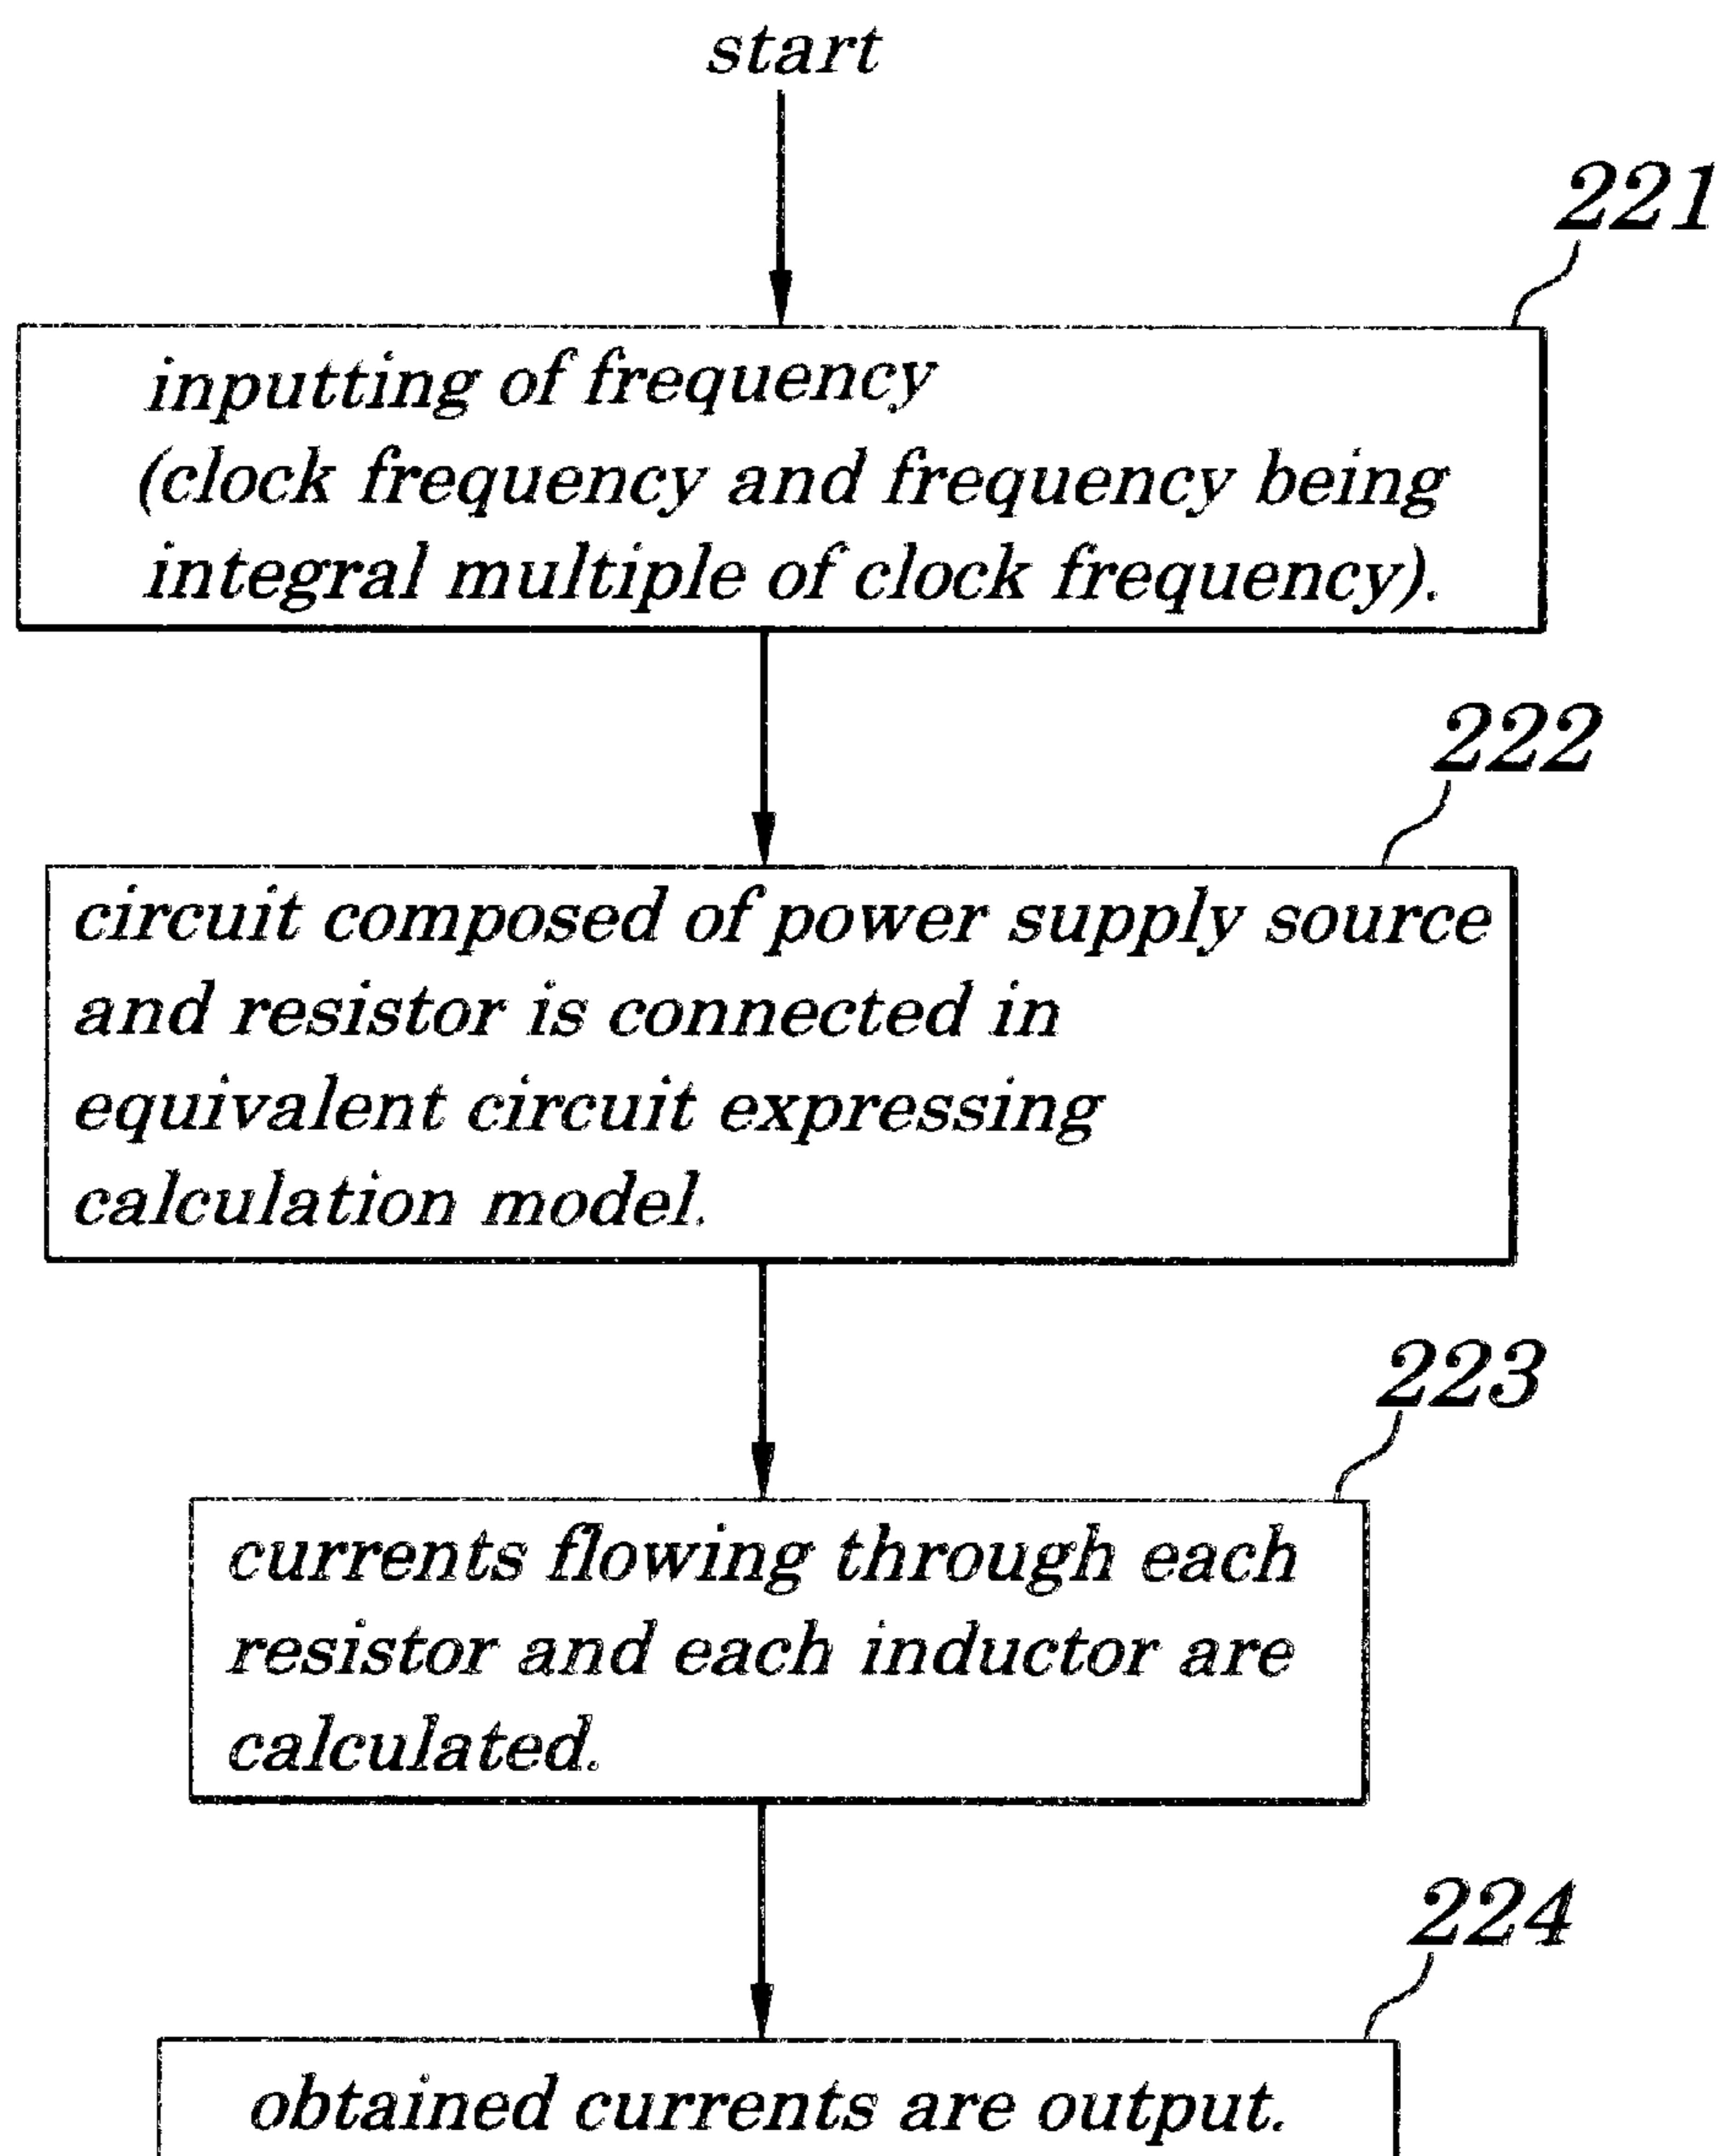 start
221
inputting of frequency
(clock frequency and frequency being
integral multiple of clock frequency).
222
circuit composed of power supply source
and resistor is connected in
equivalent circuit expressing
calculation model.
223
currents flowing through each
resistor and each inductor are
calculated.
224
obtained currents are output.